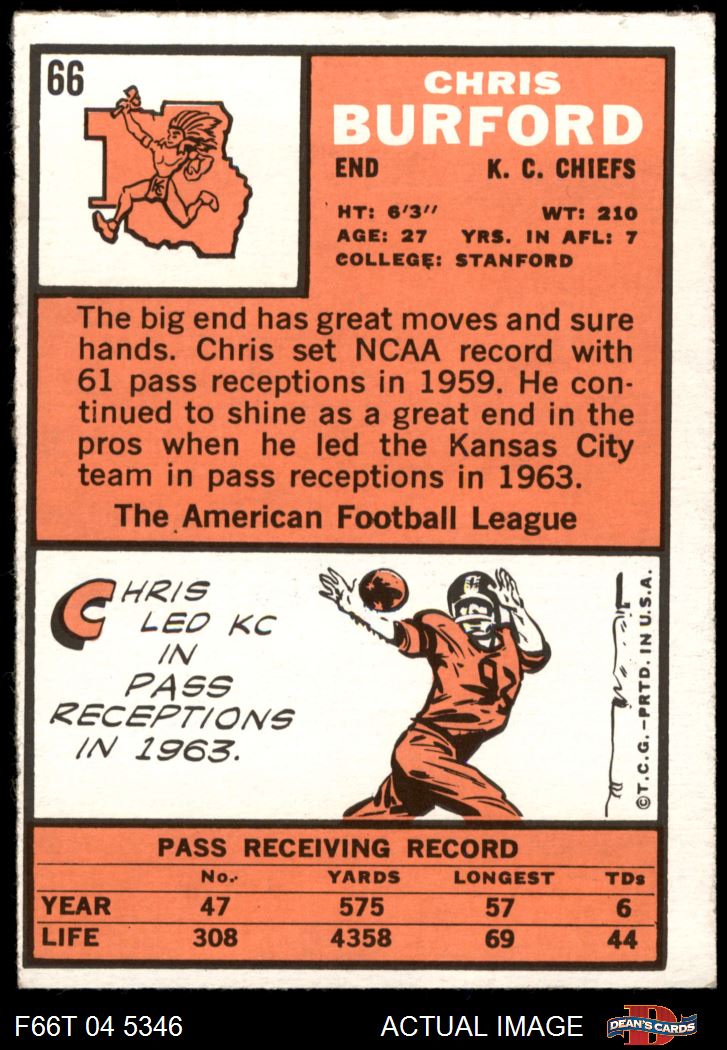 66
KC
CHRIS
BURFORD
END K. C. CHIEFS
HT: 6'3" WT: 210
AGE: 27 YRS. IN AFL: 7
COLLEGE: STANFORD
The big end has great moves and sure
hands. Chris set NCAA record with
61 pass receptions in 1959. He con-
tinued to shine as a great end in the
pros when he led the Kansas City
team in pass receptions in 1963.
The American Football League
CHRIS
LED KC
IN
PASS
RECEPTIONS
IN 1963.
©T.C.G.-PRTD. IN U.S.A.
PASS RECEIVING RECORD
No. YARDS LONGEST TDs
YEAR 47 575 57 6
LIFE 308 4358 69 44
F66T 04 5346 ACTUAL IMAGE
D
DEAN'S CARDS